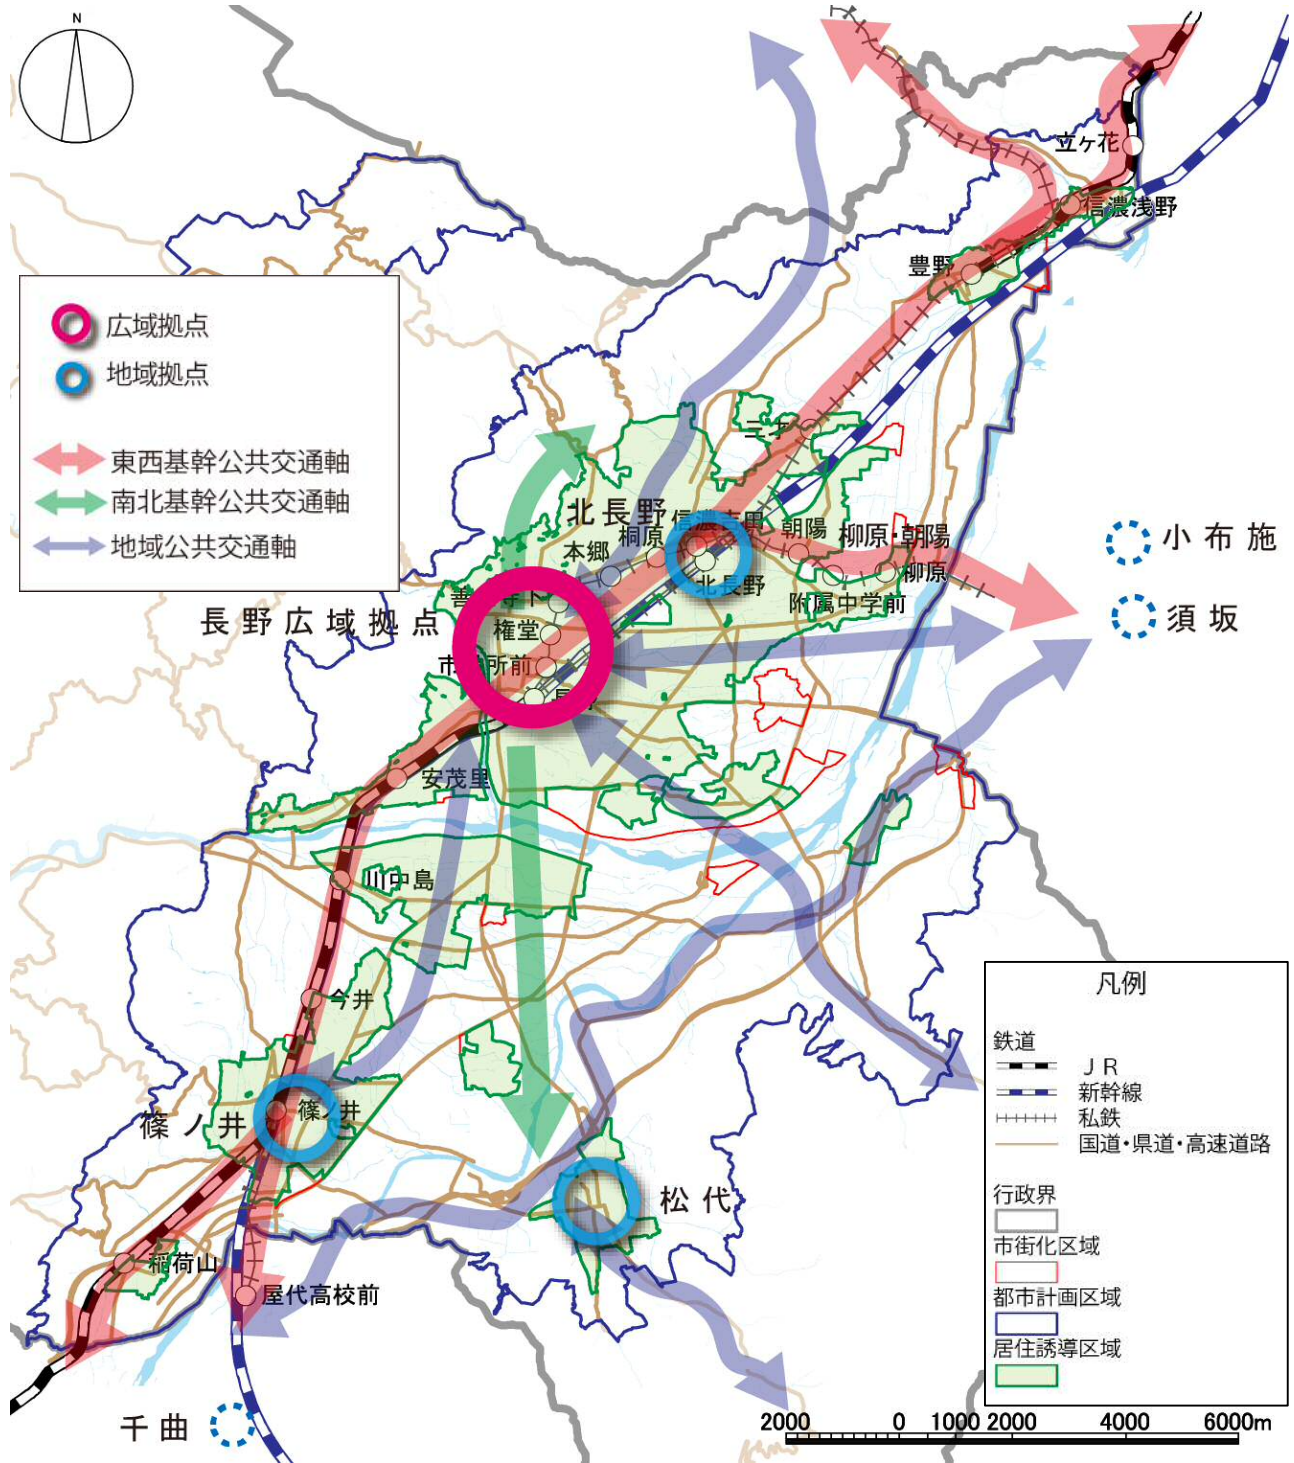 N
立ヶ花
信濃浅野
豊野
広域拠点
地域拠点
東西基幹公共交通軸
南北基幹公共交通軸
地域公共交通軸
三才
北長野
信濃吉田
桐原
本郷
朝陽
柳原・朝陽
柳原
附属中学前
北長野
小布施
須坂
長野広域拠点
権堂
安茂里
川中島
今井
篠ノ井
篠ノ井
松代
稲荷山
屋代高校前
千曲
凡例
鉄道
ＪＲ
新幹線
私鉄
国道・県道・高速道路
行政界
市街化区域
都市計画区域
居住誘導区域
2000 0 1000 2000 4000 6000m